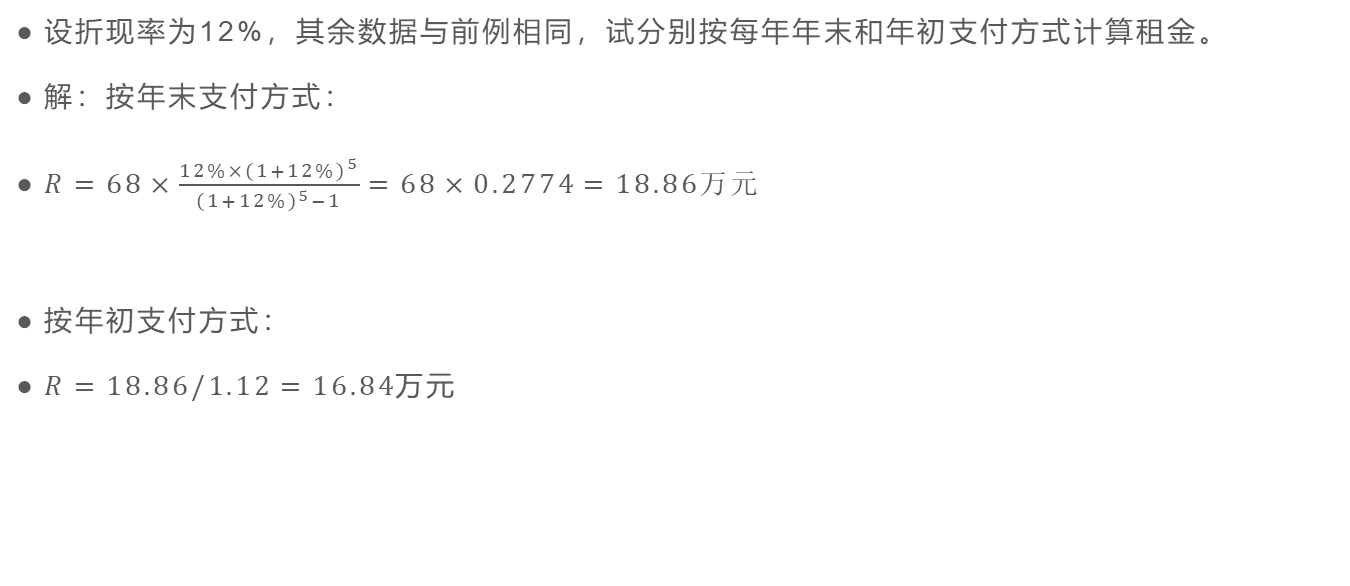 ● 设折现率为12%，其余数据与前例相同，试分别按每年年末和年初支付方式计算租金。
● 解：按年末支付方式：
● R = 68 × \frac{12%×(1+12%)^5}{(1+12%)^5−1} = 68 × 0.2774 = 18.86万元
● 按年初支付方式：
● R = 18.86/1.12 = 16.84万元